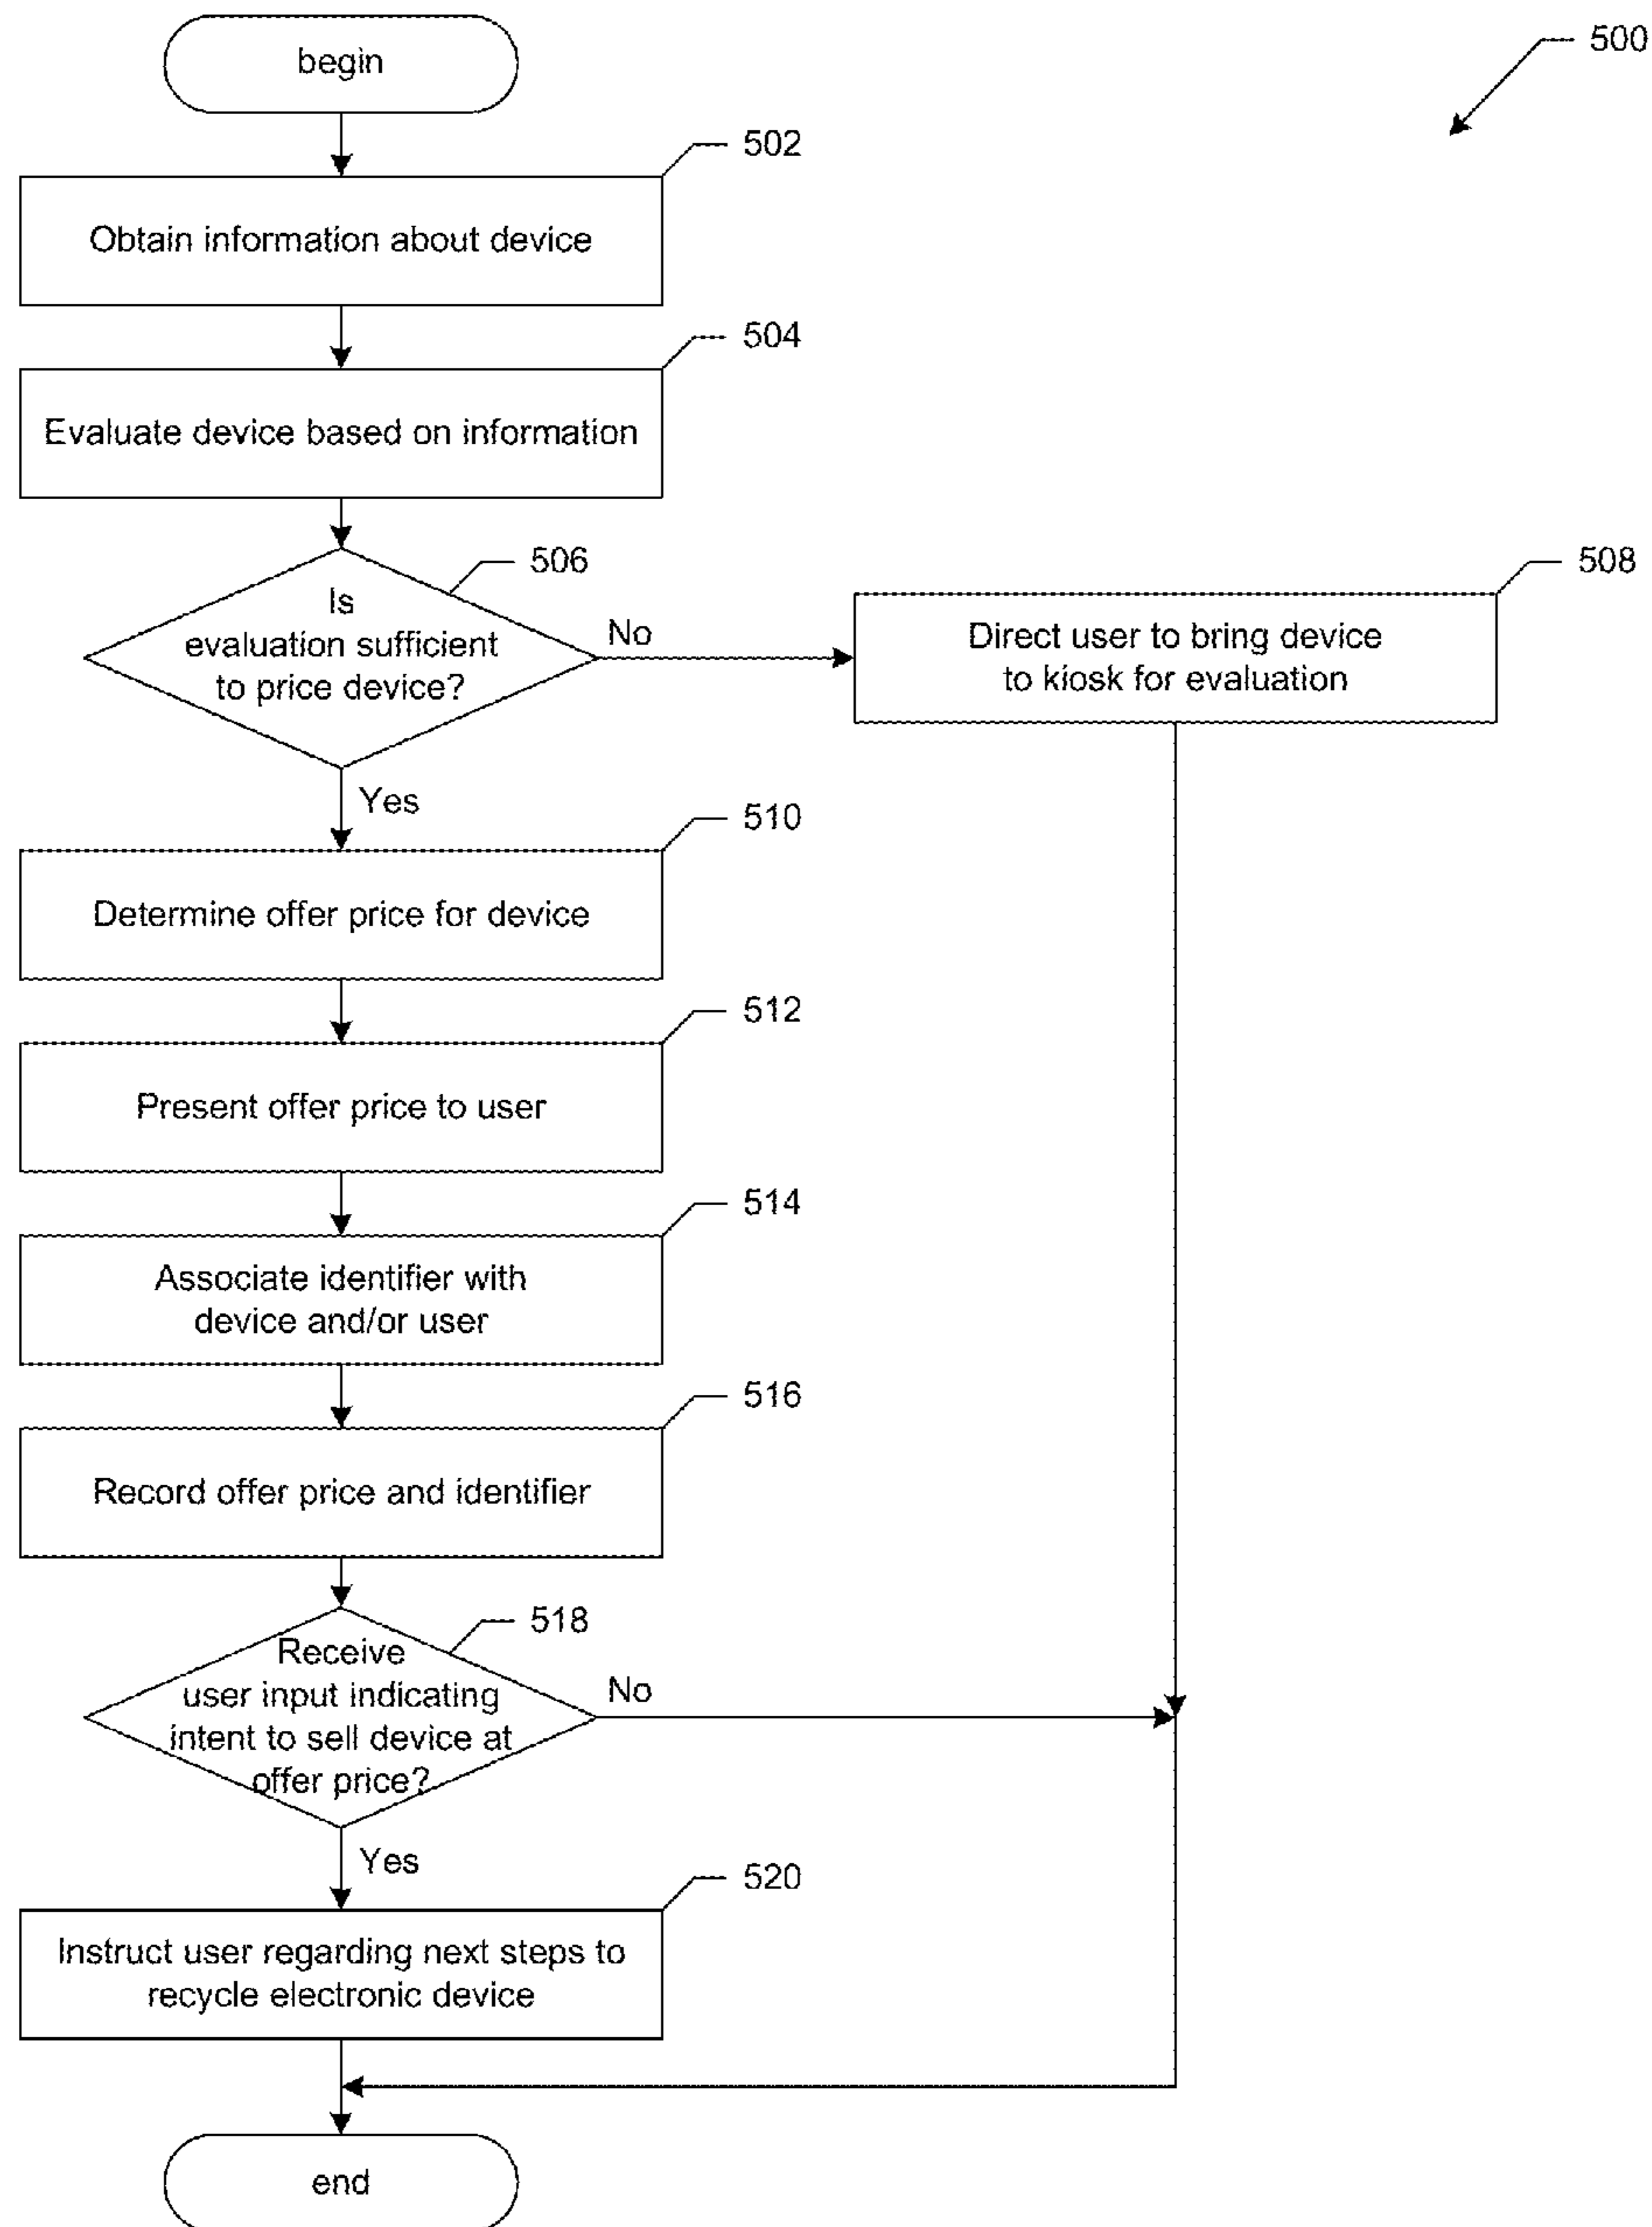 begin
500
502
Obtain information about device
504
Evaluate device based on information
506
Is
evaluation sufficient
to price device?
No
508
Direct user to bring device
to kiosk for evaluation
Yes
510
Determine offer price for device
512
Present offer price to user
514
Associate identifier with
device and/or user
516
Record offer price and identifier
518
Receive
user input indicating
intent to sell device at
offer price?
No
Yes
520
Instruct user regarding next steps to
recycle electronic device
end